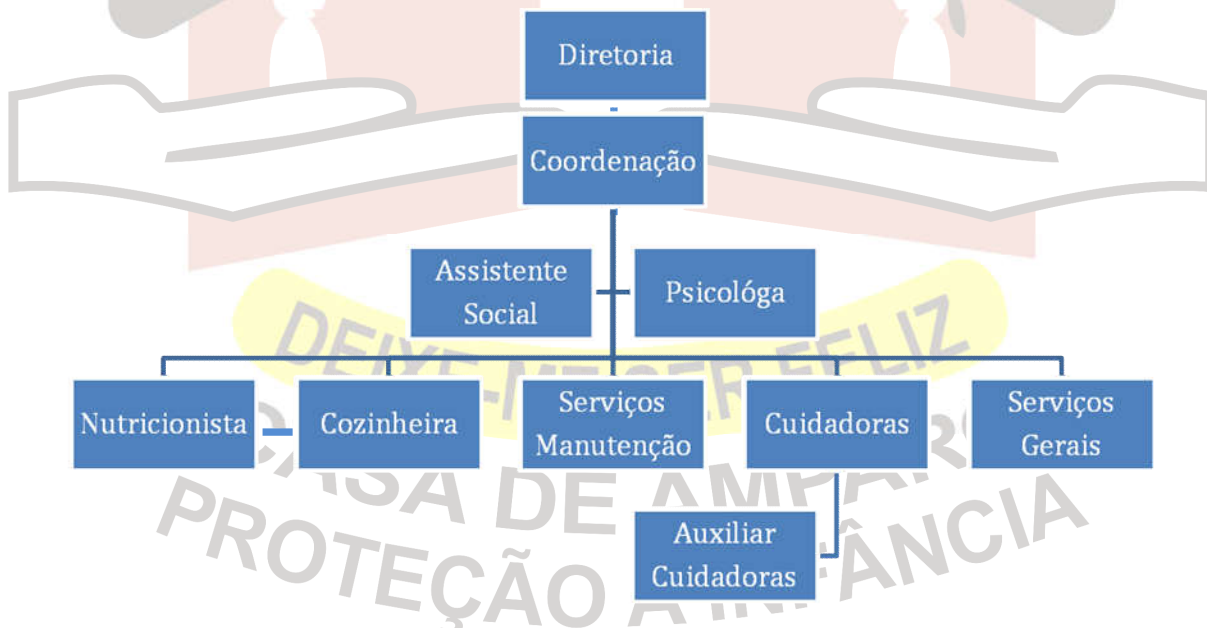 Diretoria
Coordenação
Assistente
Social
Psicológa
DEIXE-ME SER FELIZ
Nutricionista
Cozinheira
Serviços
Manutenção
Cuidadoras
Serviços
Gerais
CASA DE AMPARO
Auxiliar
Cuidadoras
PROTEÇÃO A INFÂNCIA